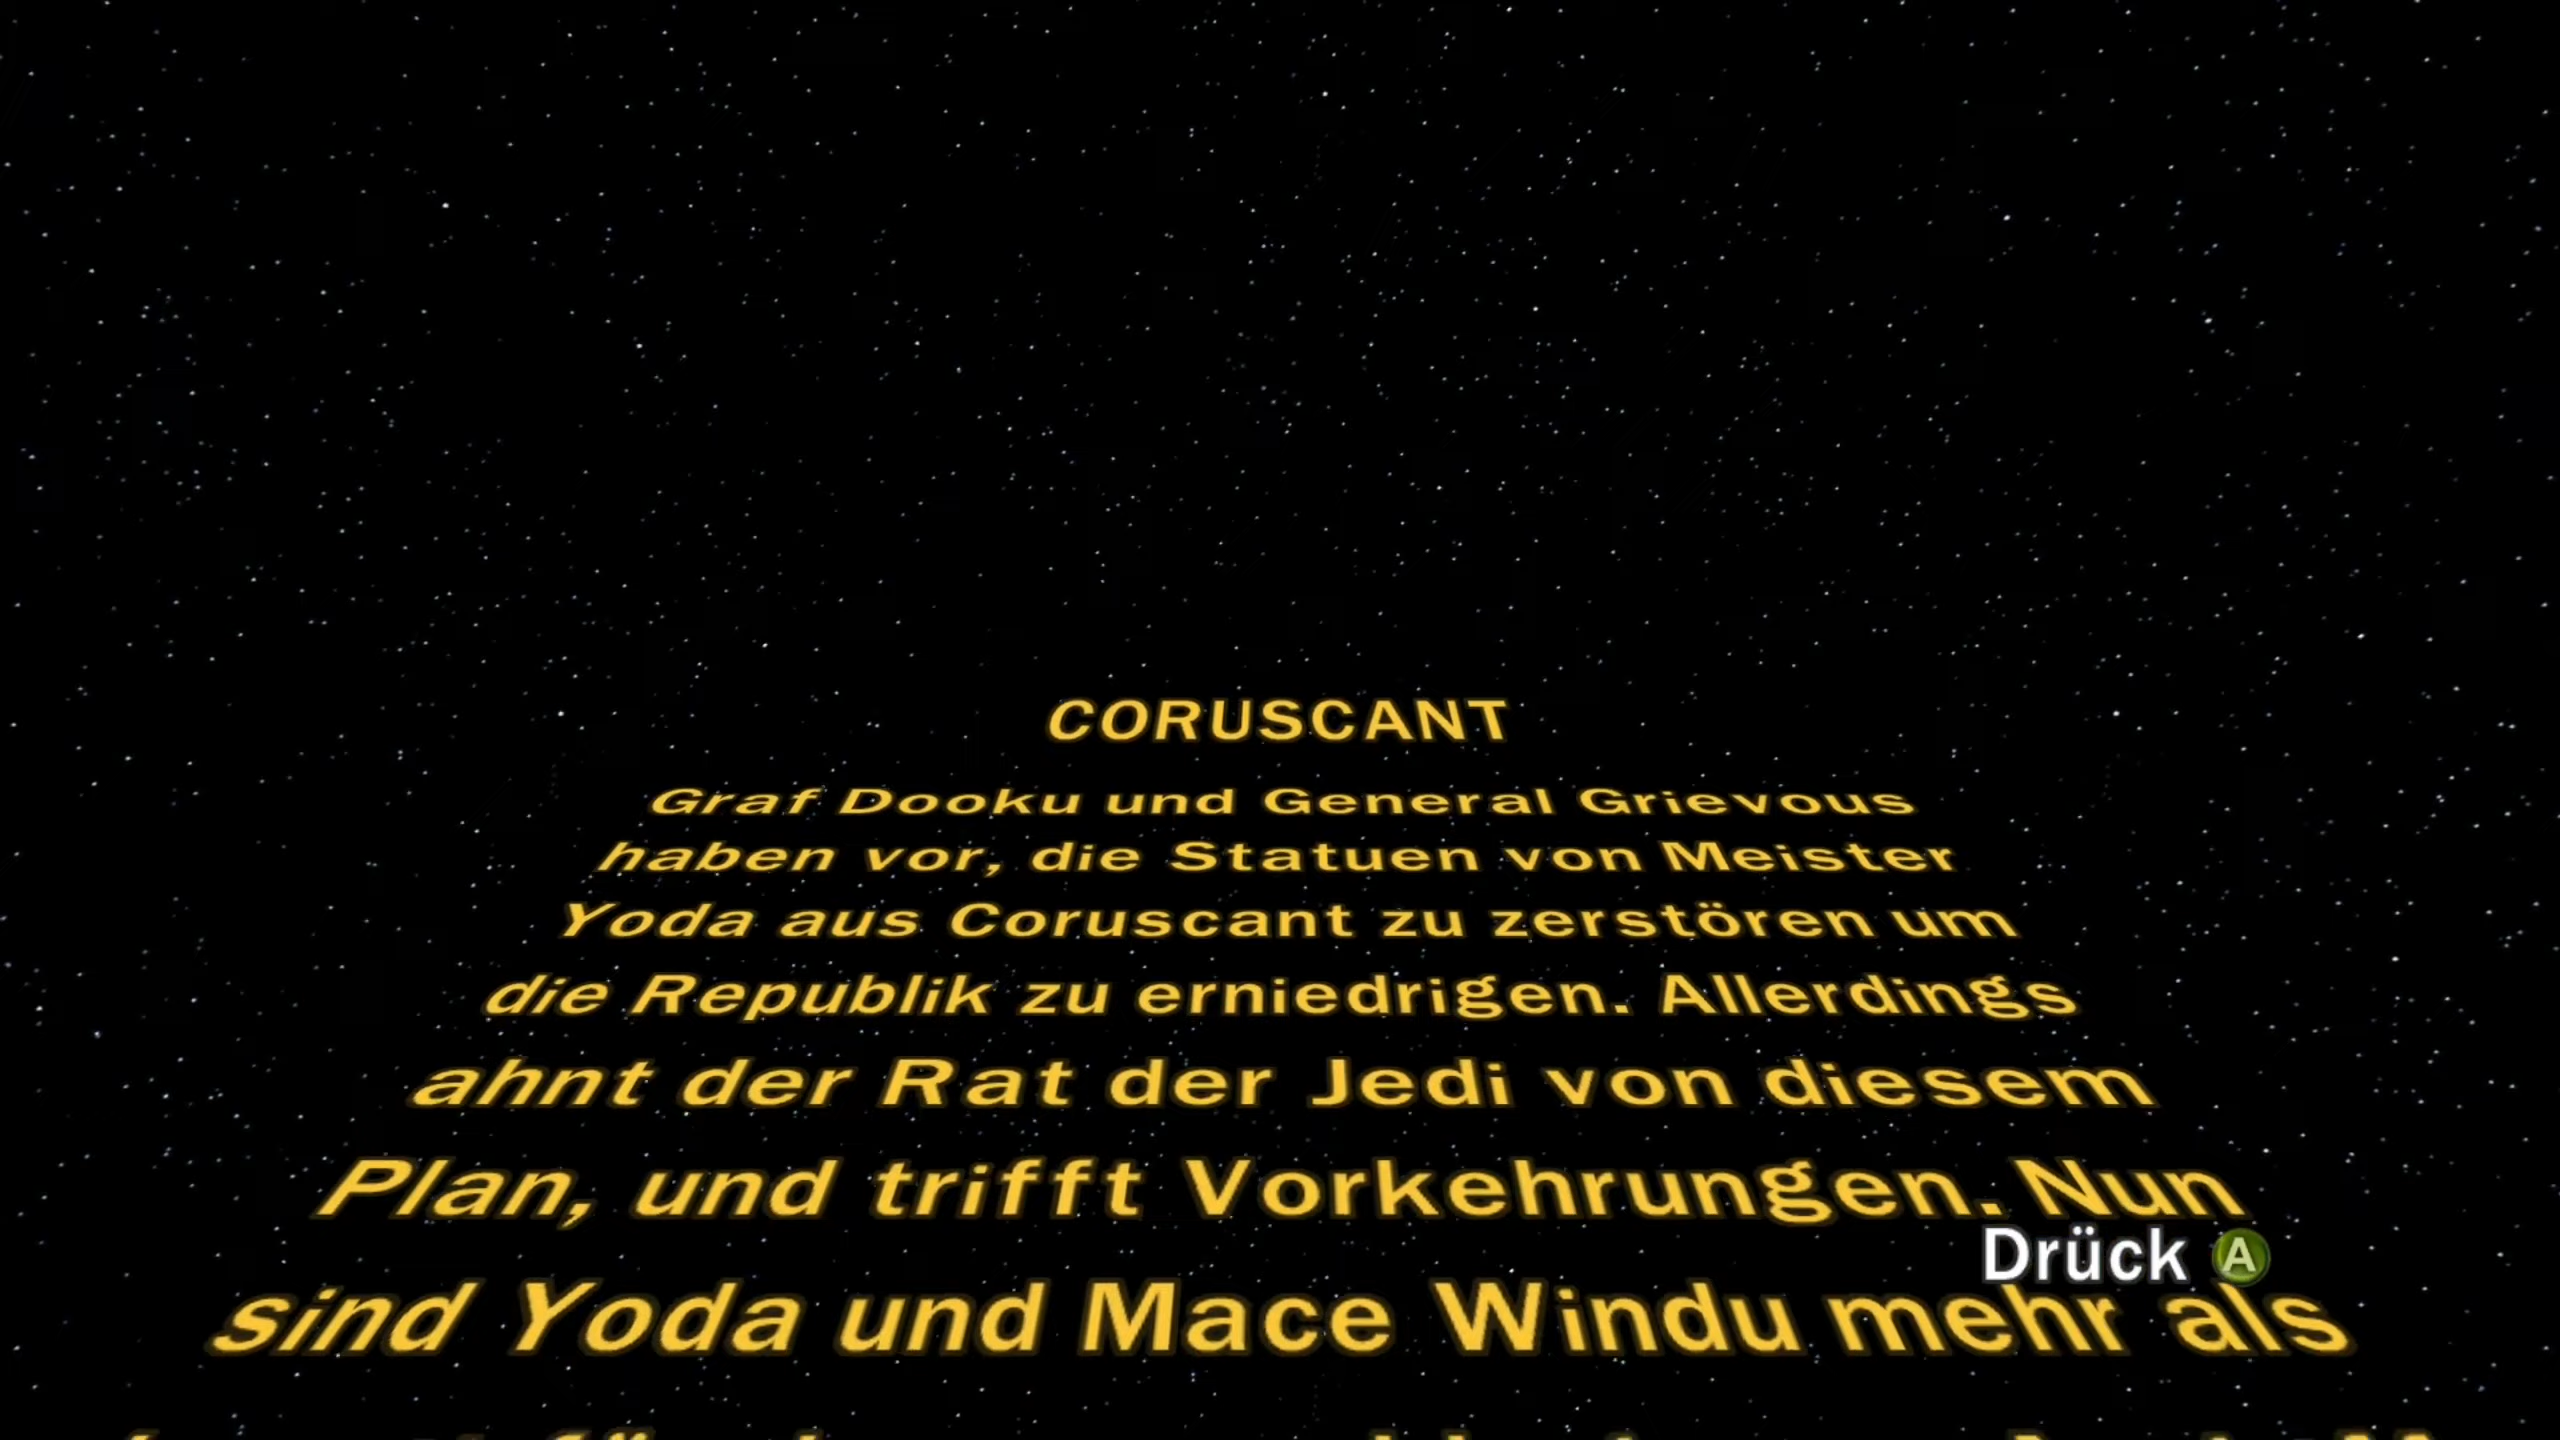 CORUSCANT
Graf Dooku und General Grievous
haben vor, die Statuen von Meister
Yoda aus Coruscant zu zerstören um
die Republik zu erniedrigen. Allerdings
ahnt der Rat der Jedi von diesem
Plan, und trifft Vorkehrungen. Nun
Drück A
sind Yoda und Mace Windu mehr als